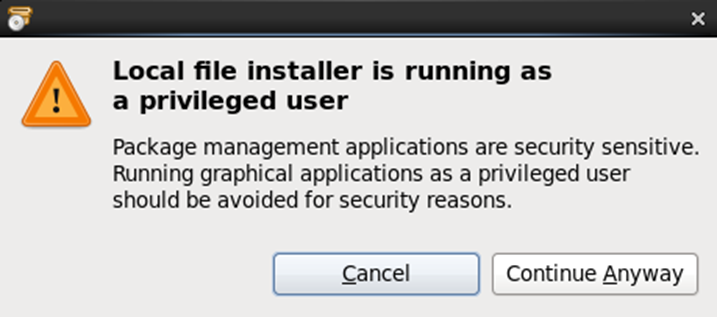 Local file installer is running as
a privileged user
Package management applications are security sensitive.
Running graphical applications as a privileged user
should be avoided for security reasons.
Cancel
Continue Anyway